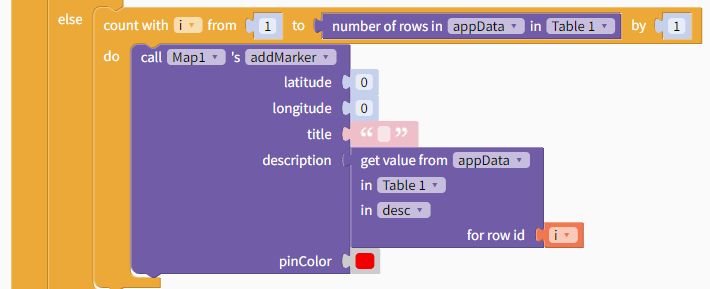 else count with i from 1 to number of rows in appData in Table 1 by 1
do call Map1 's addMarker
latitude 0
longitude 0
title “ ”
description get value from appData
in Table 1
in desc
for row id i
pinColor